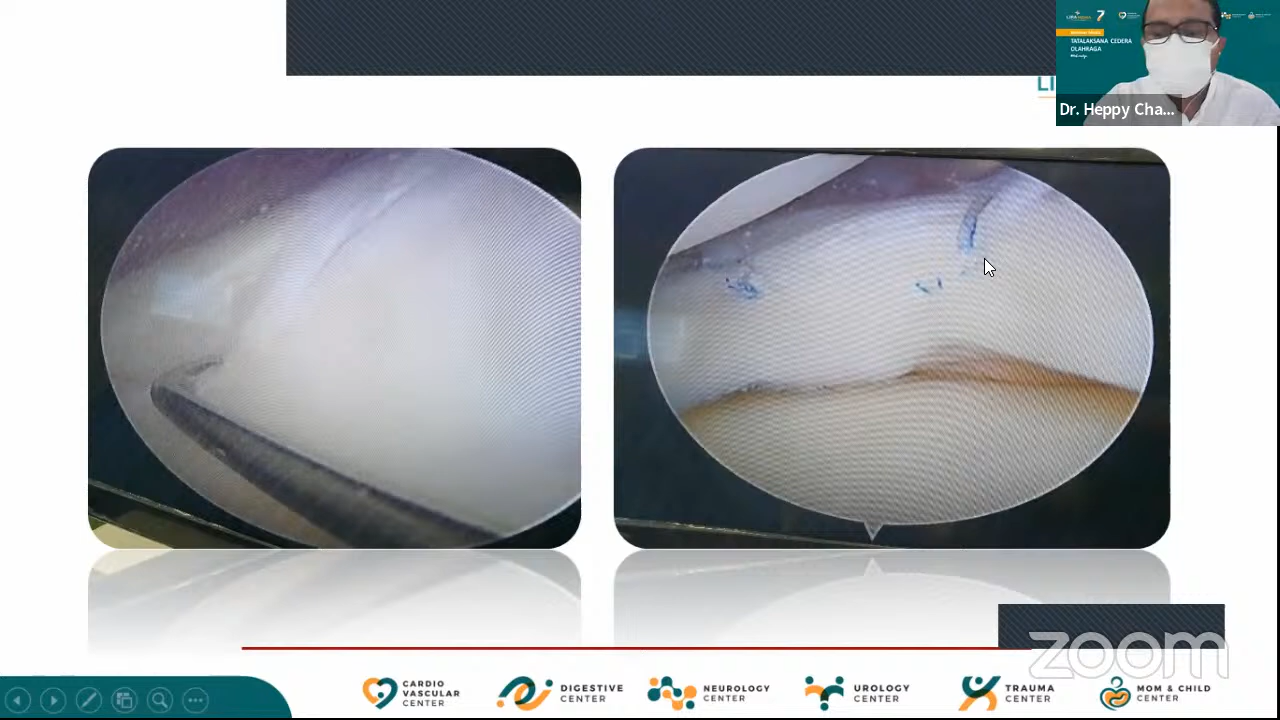 TATALAKSANA CEDERA
OLAHRAGA
Dr. Heppy Cha...
LI
CARDIO
VASCULAR
CENTER
DIGESTIVE
CENTER
NEUROLOGY
CENTER
UROLOGY
CENTER
TRAUMA
CENTER
MOM & CHILD
CENTER
zoom